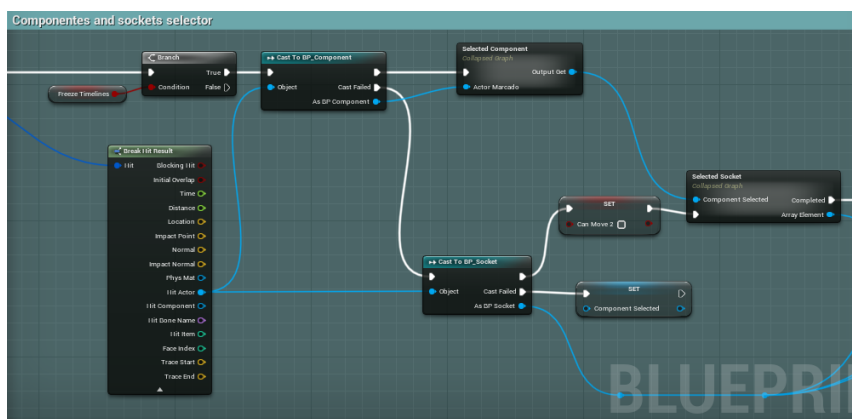 Componentes and sockets selector
Branch
True
Condition
False
Freeze Timelines
Cast To BP_Component
Object
Cast Failed
As BP Component
Selected Component
Collapsed Graph
Output Get
Actor Marcado
Break Hit Result
Hit
Blocking Hit
Initial Overlap
Time
Distance
Location
Impact Point
Normal
Impact Normal
Phys Mat
Hit Actor
Hit Component
Hit Bone Name
Hit Item
Face Index
Trace Start
Trace End
Cast To BP_Socket
Object
Cast Failed
As BP Socket
SET
Can Move 2
SET
Component Selected
Selected Socket
Collapsed Graph
Component Selected
Completed
Array Element
BLUEPRI